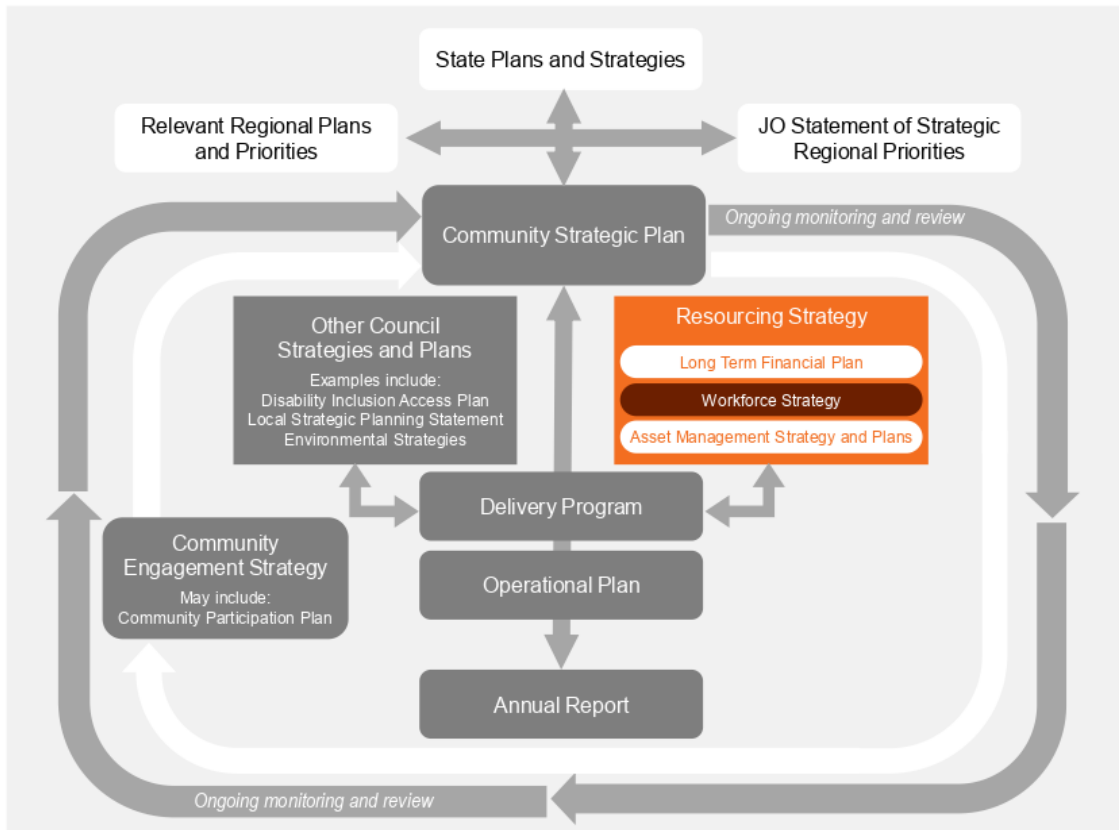 State Plans and Strategies
Relevant Regional Plans
and Priorities
JO Statement of Strategic
Regional Priorities
Community Strategic Plan
Ongoing monitoring and review
Other Council
Strategies and Plans
Examples include:
Disability Inclusion Access Plan
Local Strategic Planning Statement
Environmental Strategies
Resourcing Strategy
Long Term Financial Plan
Workforce Strategy
Asset Management Strategy and Plans
Delivery Program
Community
Engagement Strategy
May include:
Community Participation Plan
Operational Plan
Annual Report
Ongoing monitoring and review